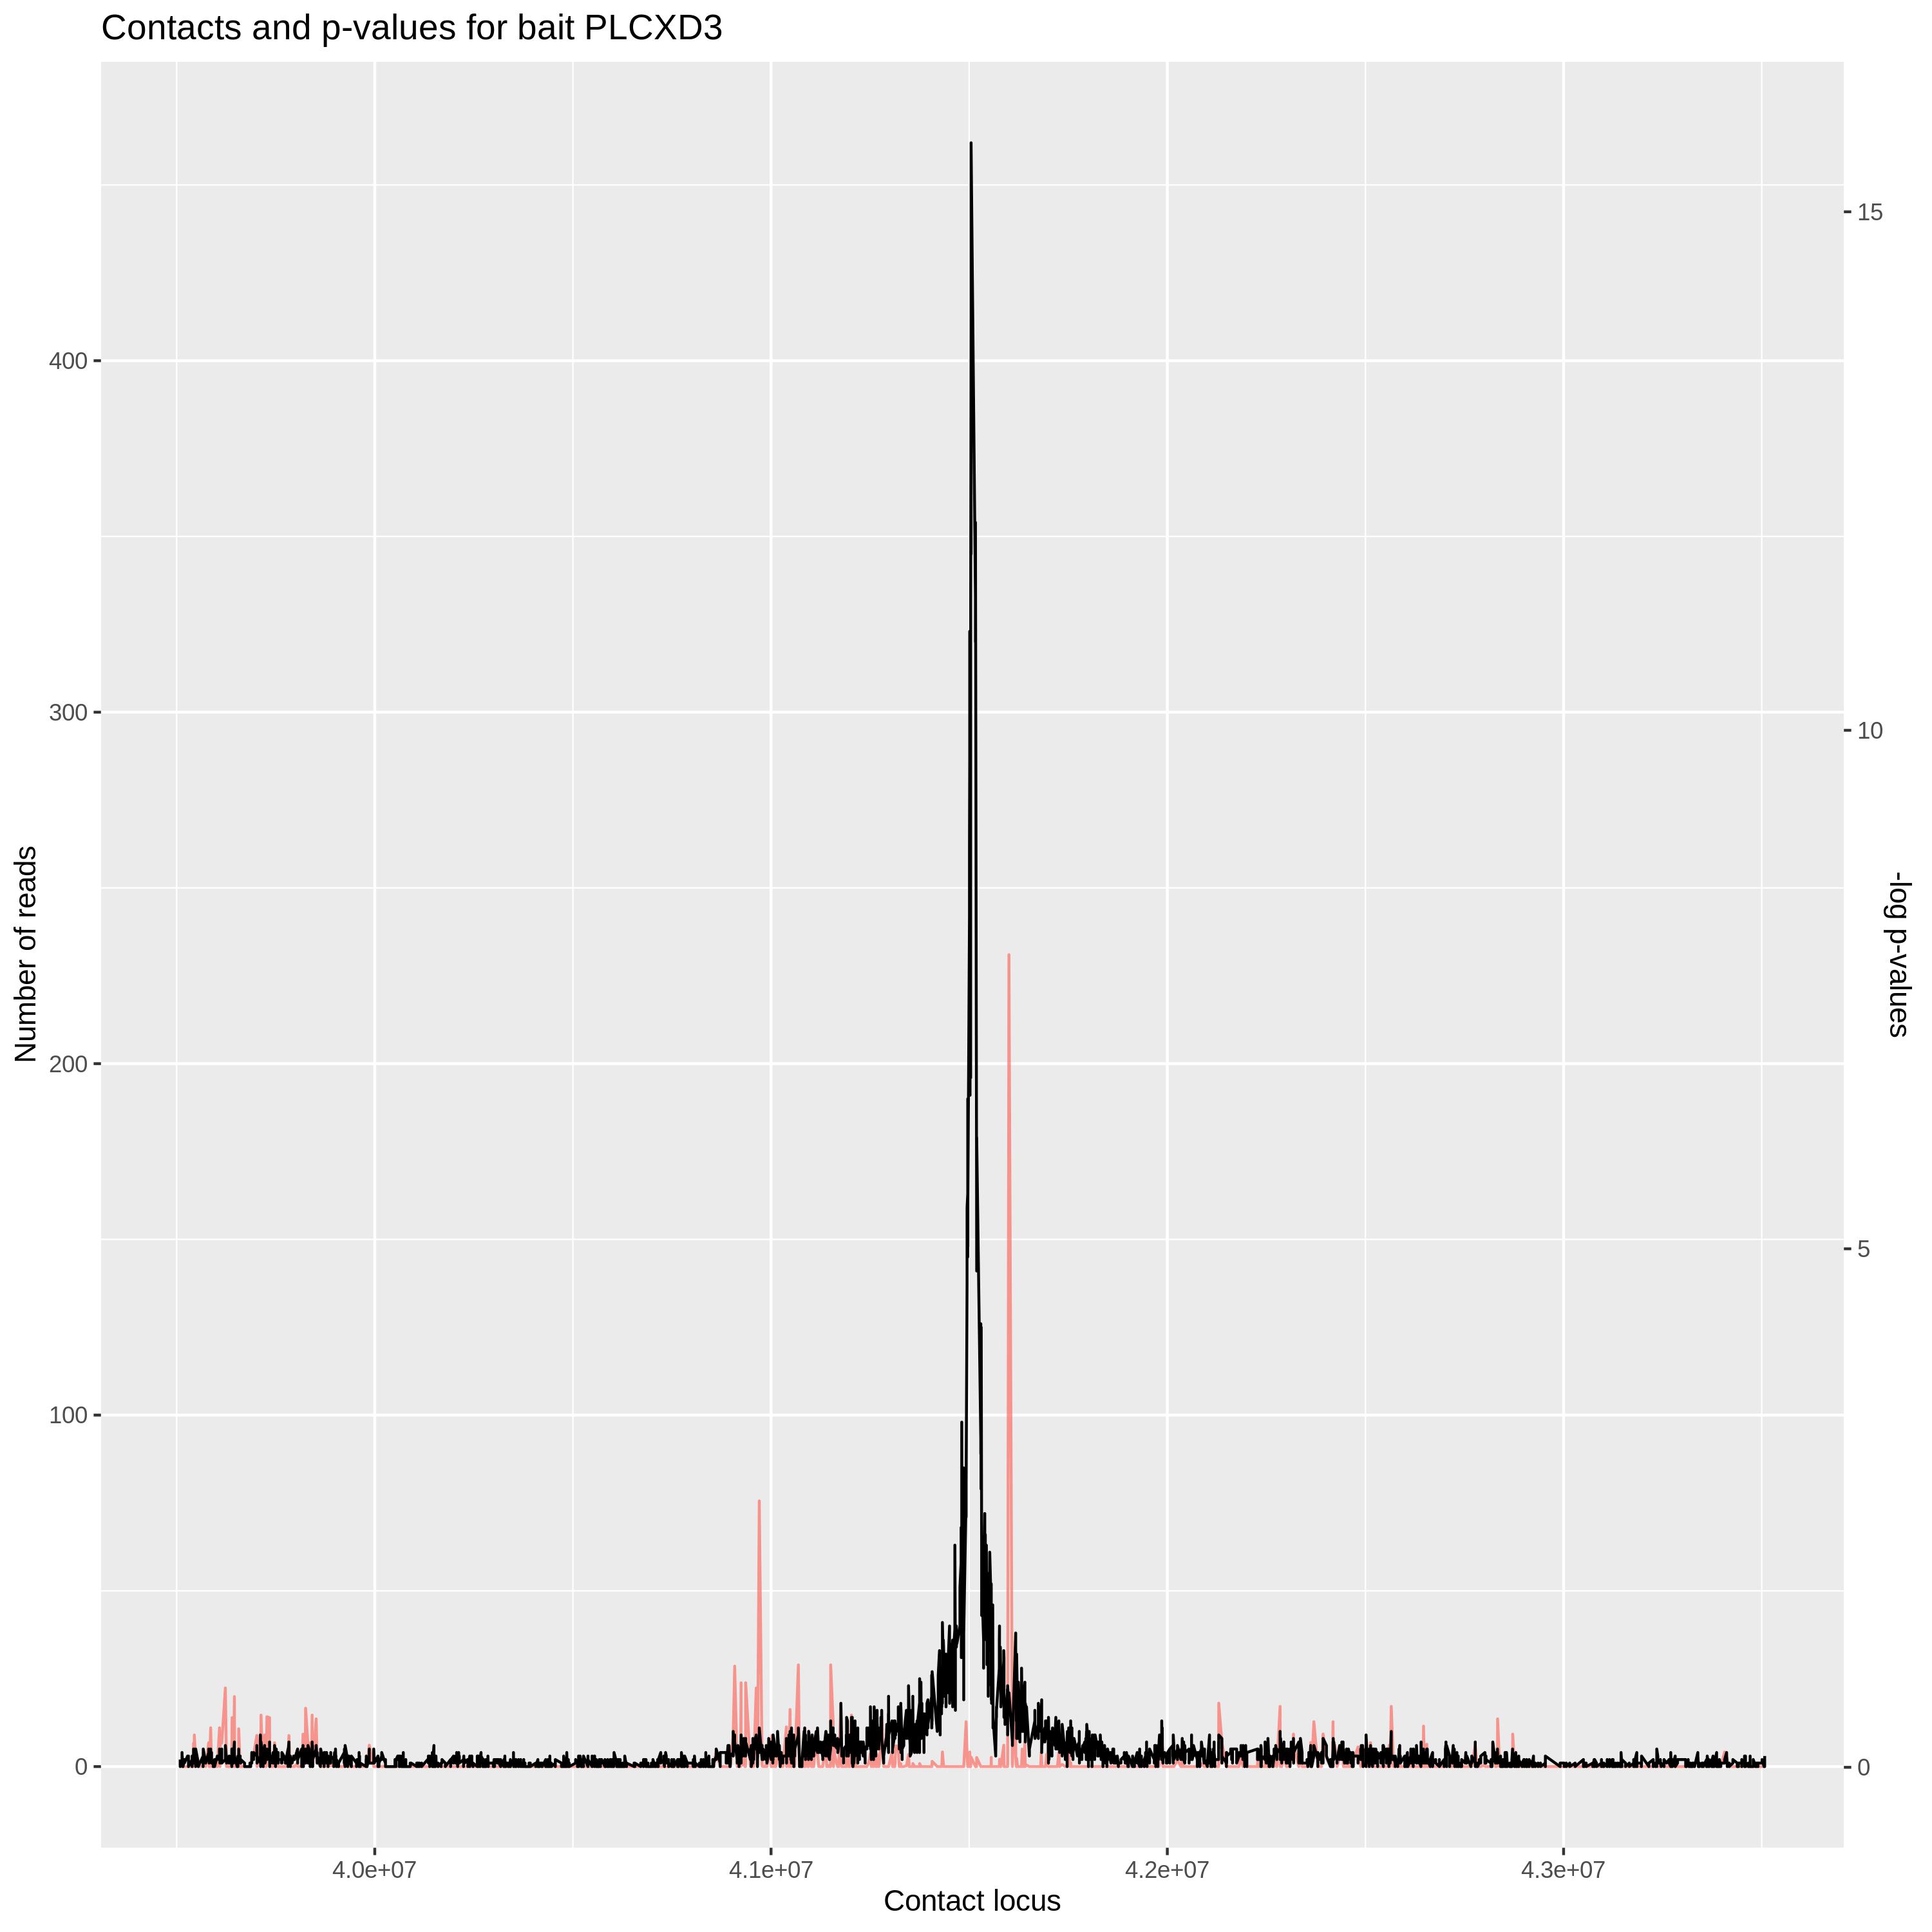 Contacts and p-values for bait PLCXD3
Number of reads
400
300
200
100
0
15
10
5
0
-log p-values
4.0e+07 4.1e+07 4.2e+07 4.3e+07
Contact locus